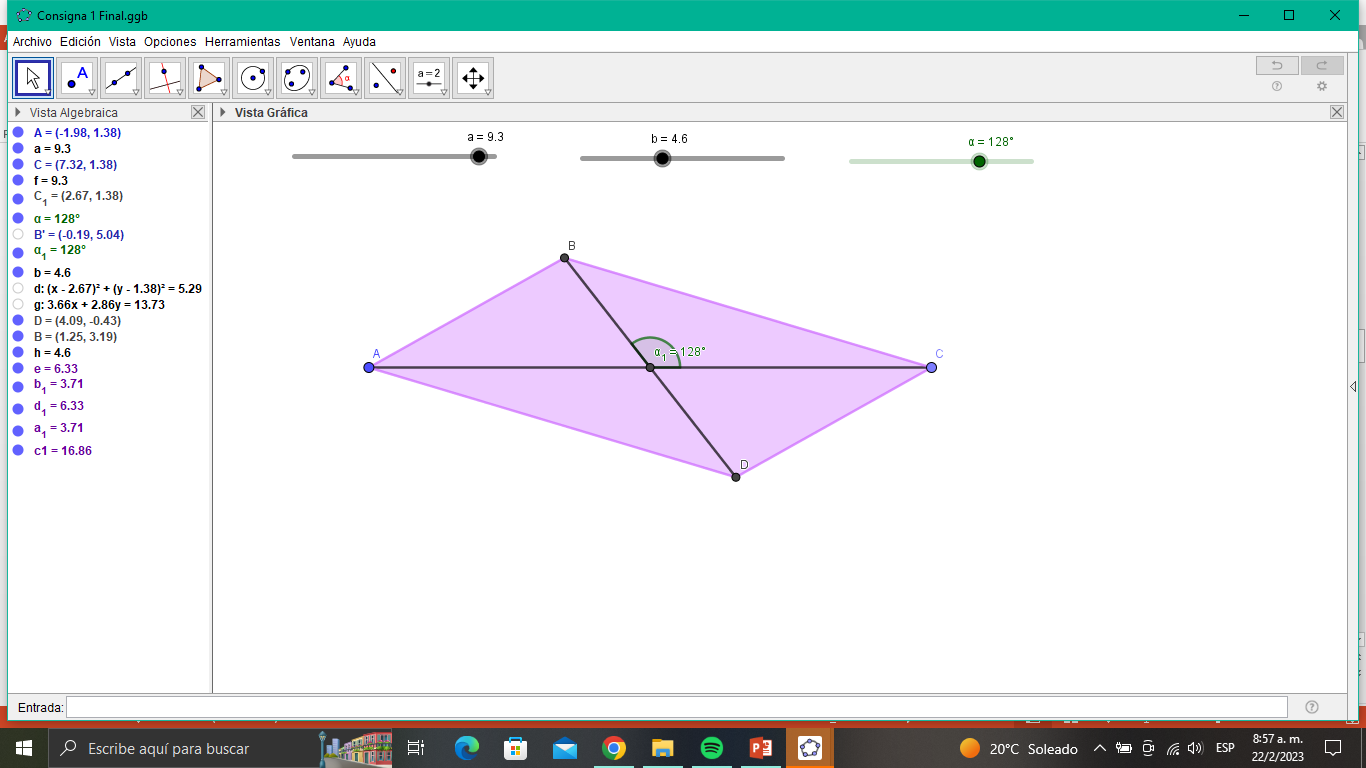 Consigna 1 Final.ggb
Archivo Edición Vista Opciones Herramientas Ventana Ayuda
A
α
a = 2
Vista Algebraica
Vista Gráfica
A = (-1.98, 1.38)
a = 9.3
C = (7.32, 1.38)
f = 9.3
C₁ = (2.67, 1.38)
α = 128°
B' = (-0.19, 5.04)
α₁ = 128°
b = 4.6
d: (x - 2.67)² + (y - 1.38)² = 5.29
g: 3.66x + 2.86y = 13.73
D = (4.09, -0.43)
B = (1.25, 3.19)
h = 4.6
e = 6.33
b₁ = 3.71
d₁ = 6.33
a₁ = 3.71
c1 = 16.86
a = 9.3
b = 4.6
α = 128°
B
A
α₁ = 128°
C
D
Entrada:
Escribe aquí para buscar
20°C Soleado
ESP
8:57 a. m.
22/2/2023